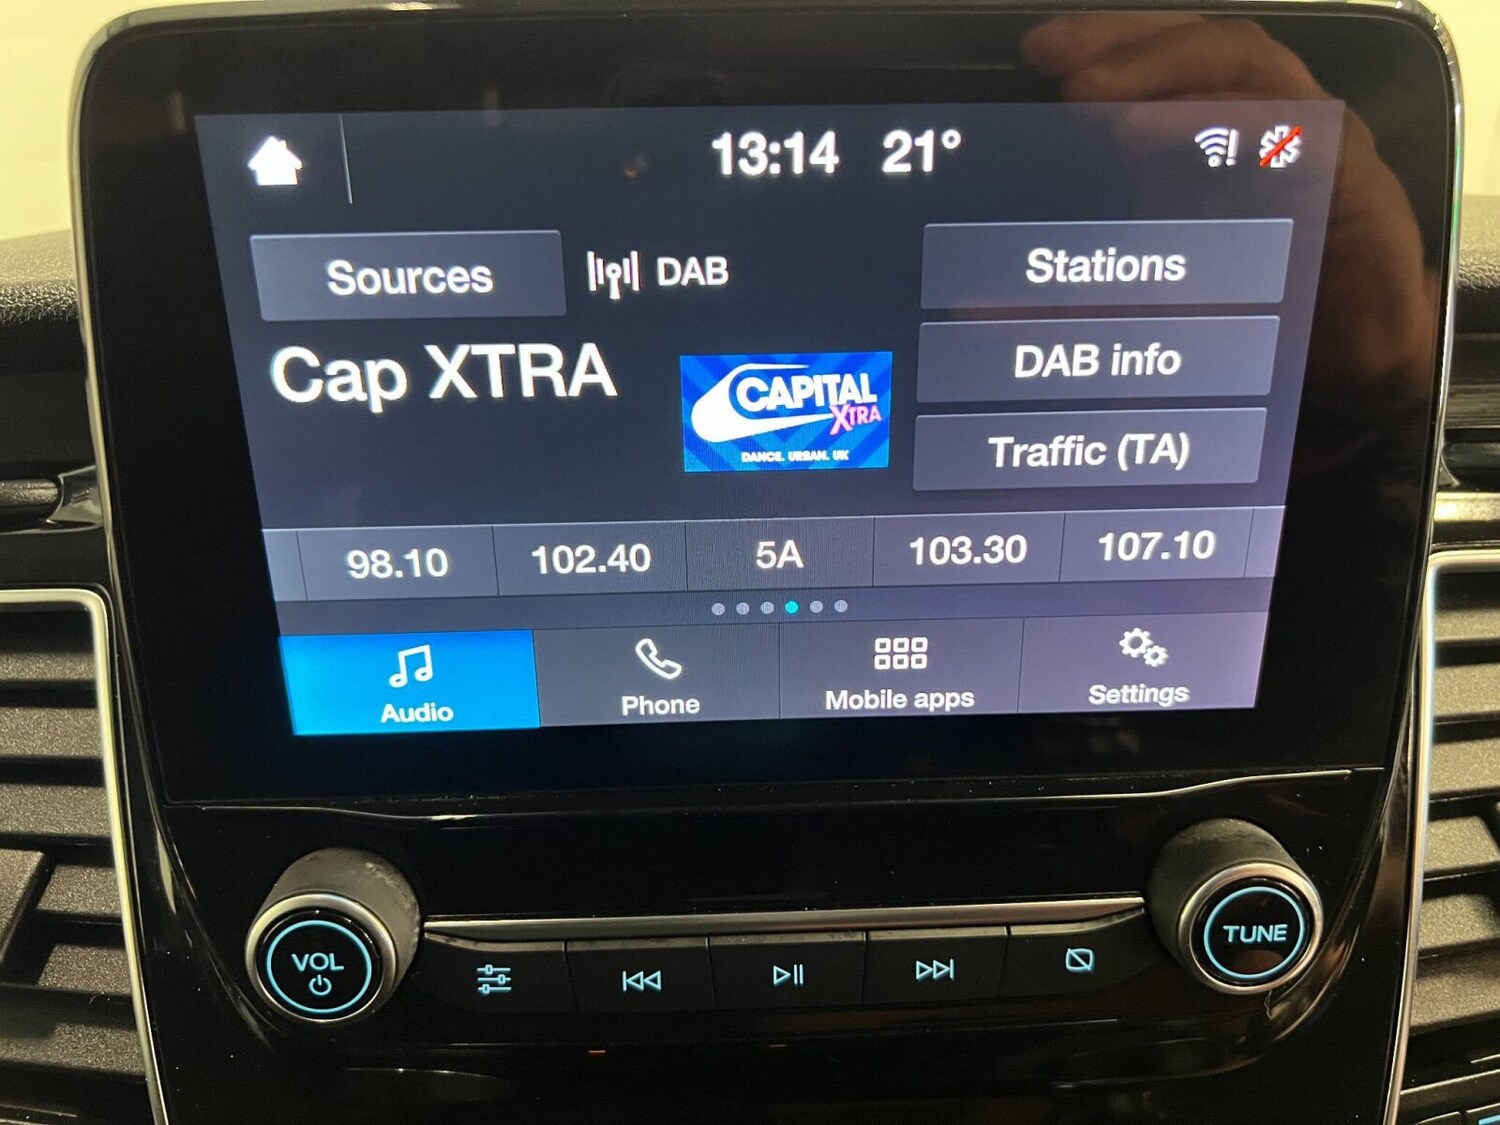 13:14 21°
Sources DAB Stations
Cap XTRA
CAPITAL
XTRA
DANCE. URBAN. UK
DAB info
Traffic (TA)
98.10 102.40 5A 103.30 107.10
Audio Phone Mobile apps Settings
VOL
TUNE